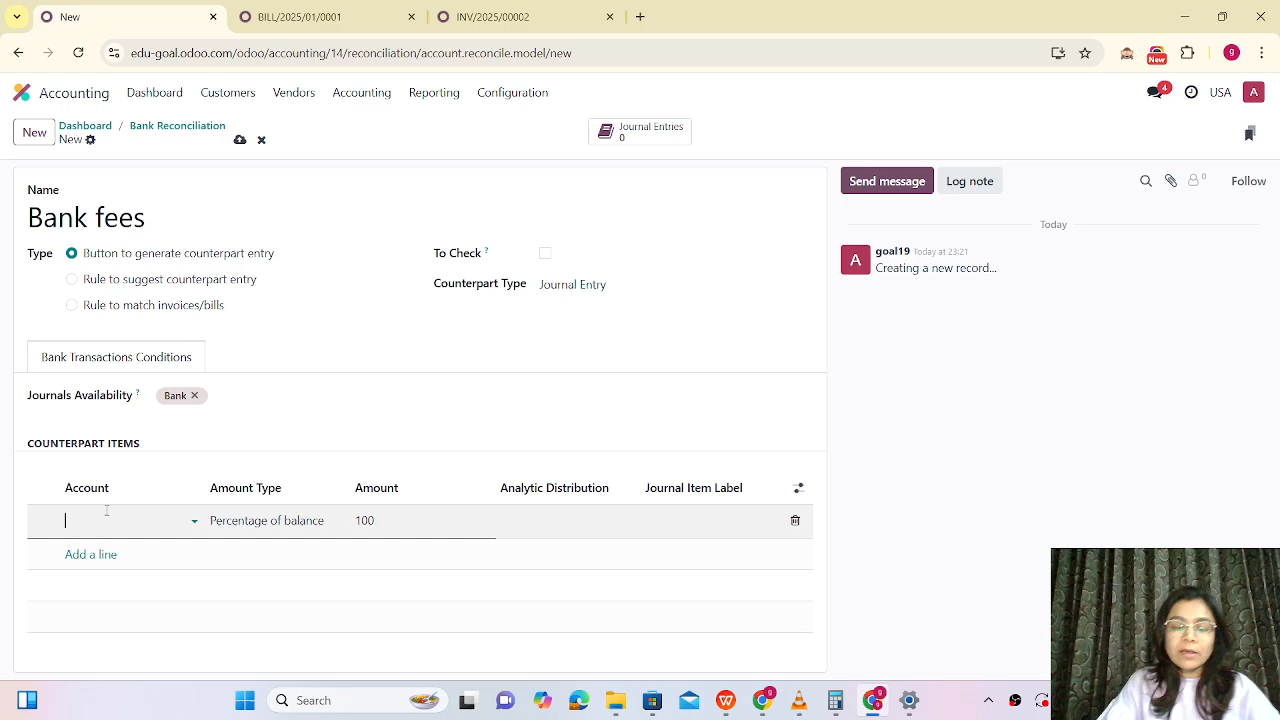 New
BILL/2025/01/0001
INV/2025/00002
edu-goal.odoo.com/odoo/accounting/14/reconciliation/account.reconcile.model/new
New
g
Accounting
Dashboard
Customers
Vendors
Accounting
Reporting
Configuration
4
USA
A
New
Dashboard / Bank Reconciliation
New
Journal Entries
0
Name
Bank fees
Type
Button to generate counterpart entry
Rule to suggest counterpart entry
Rule to match invoices/bills
To Check ?
Counterpart Type
Journal Entry
Bank Transactions Conditions
Journals Availability ?
Bank
COUNTERPART ITEMS
Account
Amount Type
Amount
Analytic Distribution
Journal Item Label
Percentage of balance
100
Add a line
Send message
Log note
0
Follow
Today
A
goal19 Today at 23:21
Creating a new record...
Search
9
9